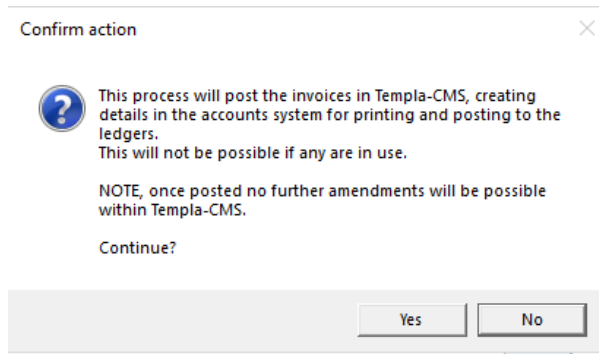 Confirm action
This process will post the invoices in Templa-CMS, creating
details in the accounts system for printing and posting to the
ledgers.
This will not be possible if any are in use.
NOTE, once posted no further amendments will be possible
within Templa-CMS.
Continue?
Yes
No